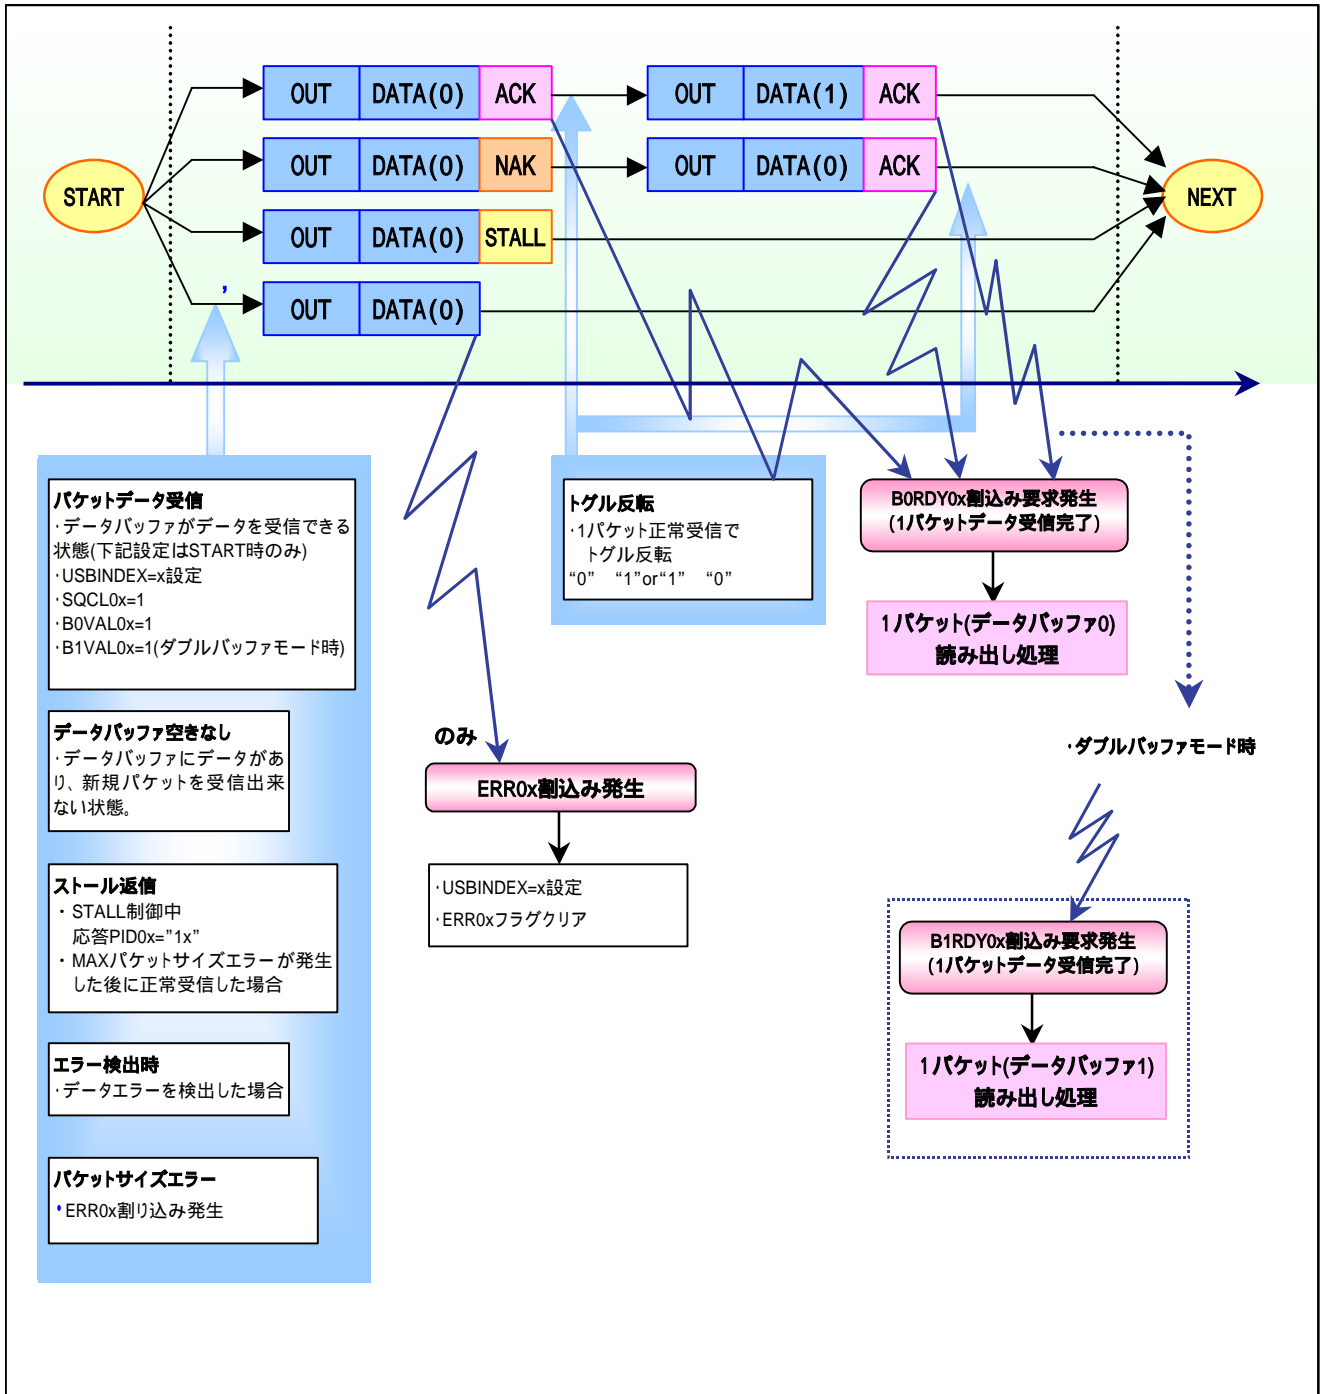 OUT DATA(0) ACK OUT DATA(1) ACK
OUT DATA(0) NAK OUT DATA(0) ACK
START
NEXT
OUT DATA(0) STALL
,
OUT DATA(0)
パケットデータ受信
・データバッファがデータを受信できる
状態(下記設定はSTART時のみ)
・USBINDEX=x設定
・SQCL0x=1
・B0VAL0x=1
・B1VAL0x=1(ダブルバッファモード時)
データバッファ空きなし
・データバッファにデータがあ
り、新規パケットを受信出来
ない状態。
ストール返信
・ STALL制御中
応答PID0x=”1x”
・ MAXパケットサイズエラーが発生
した後に正常受信した場合
エラー検出時
・データエラーを検出した場合
パケットサイズエラー
・ERR0x割り込み発生
トグル反転
・1パケット正常受信で
トグル反転
“0” “1”or“1” “0”
のみ
ERR0x割込み発生
・USBINDEX=x設定
・ERR0xフラグクリア
B0RDY0x割込み要求発生
(1パケットデータ受信完了)
1パケット(データバッファ0)
読み出し処理
・ダブルバッファモード時
B1RDY0x割込み要求発生
(1パケットデータ受信完了)
1パケット(データバッファ1)
読み出し処理